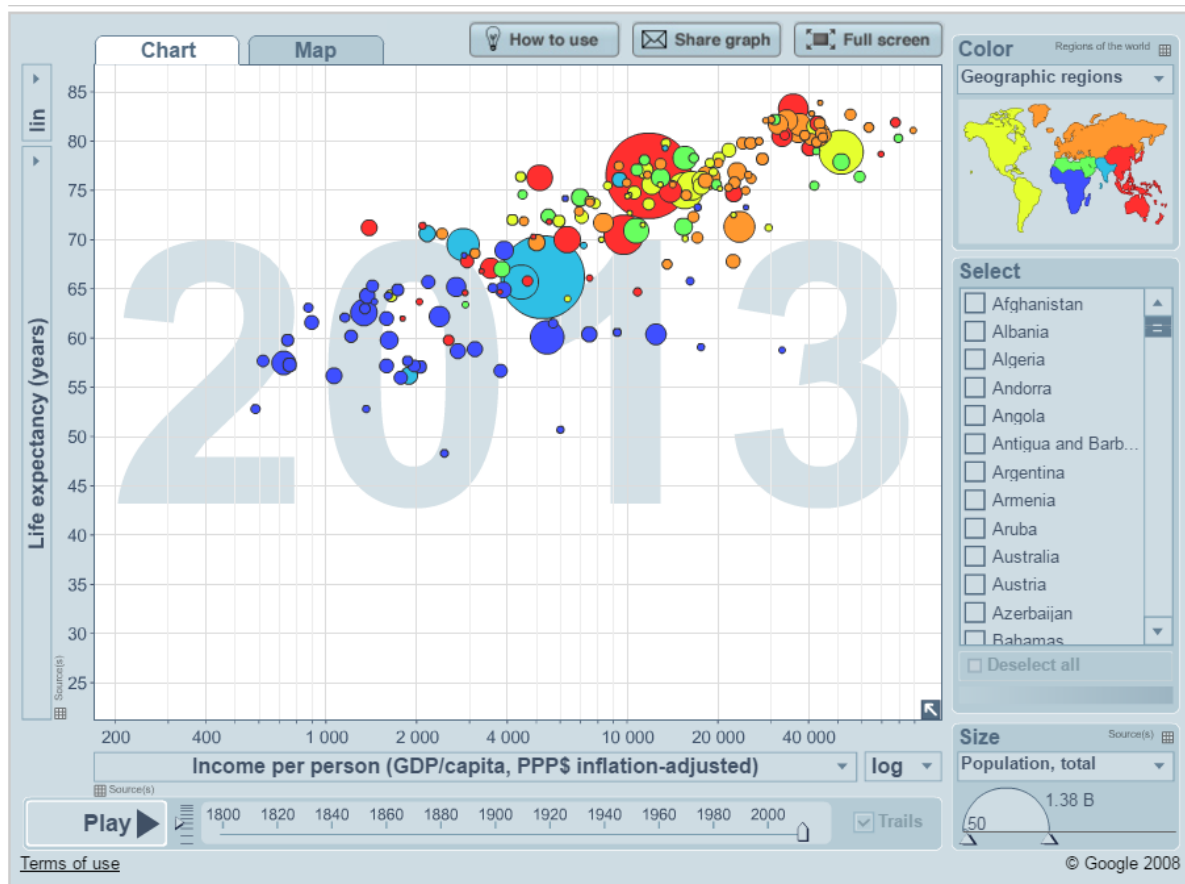 Chart
Map
How to use
Share graph
Full screen
lin
Life expectancy (years)
Source(s)
2013
85
80
75
70
65
60
55
50
45
40
35
30
25
200
400
1 000
2 000
4 000
10 000
20 000
40 000
Income per person (GDP/capita, PPP$ inflation-adjusted)
log
Source(s)
Play
1800
1820
1840
1860
1880
1900
1920
1940
1960
1980
2000
Trails
Color
Regions of the world
Geographic regions
Select
Afghanistan
Albania
Algeria
Andorra
Angola
Antigua and Barb...
Argentina
Armenia
Aruba
Australia
Austria
Azerbaijan
Bahamas
Deselect all
Size
Source(s)
Population, total
1.38 B
50
Terms of use
© Google 2008